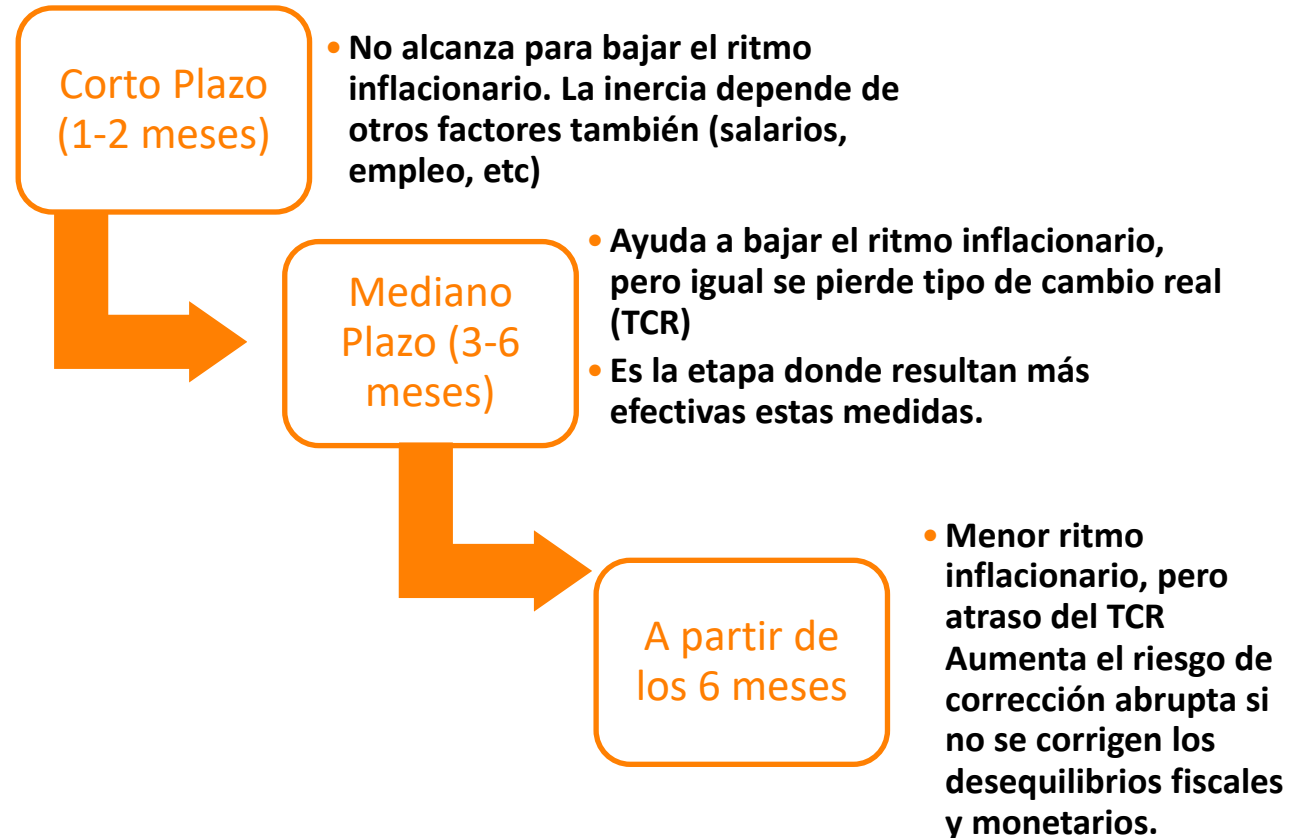 Corto Plazo
(1-2 meses)
• No alcanza para bajar el ritmo
inflacionario. La inercia depende de
otros factores también (salarios,
empleo, etc)
Mediano
Plazo (3-6
meses)
• Ayuda a bajar el ritmo inflacionario,
pero igual se pierde tipo de cambio real
(TCR)
• Es la etapa donde resultan más
efectivas estas medidas.
A partir de
los 6 meses
• Menor ritmo
inflacionario, pero
atraso del TCR
Aumenta el riesgo de
corrección abrupta si
no se corrigen los
desequilibrios fiscales
y monetarios.